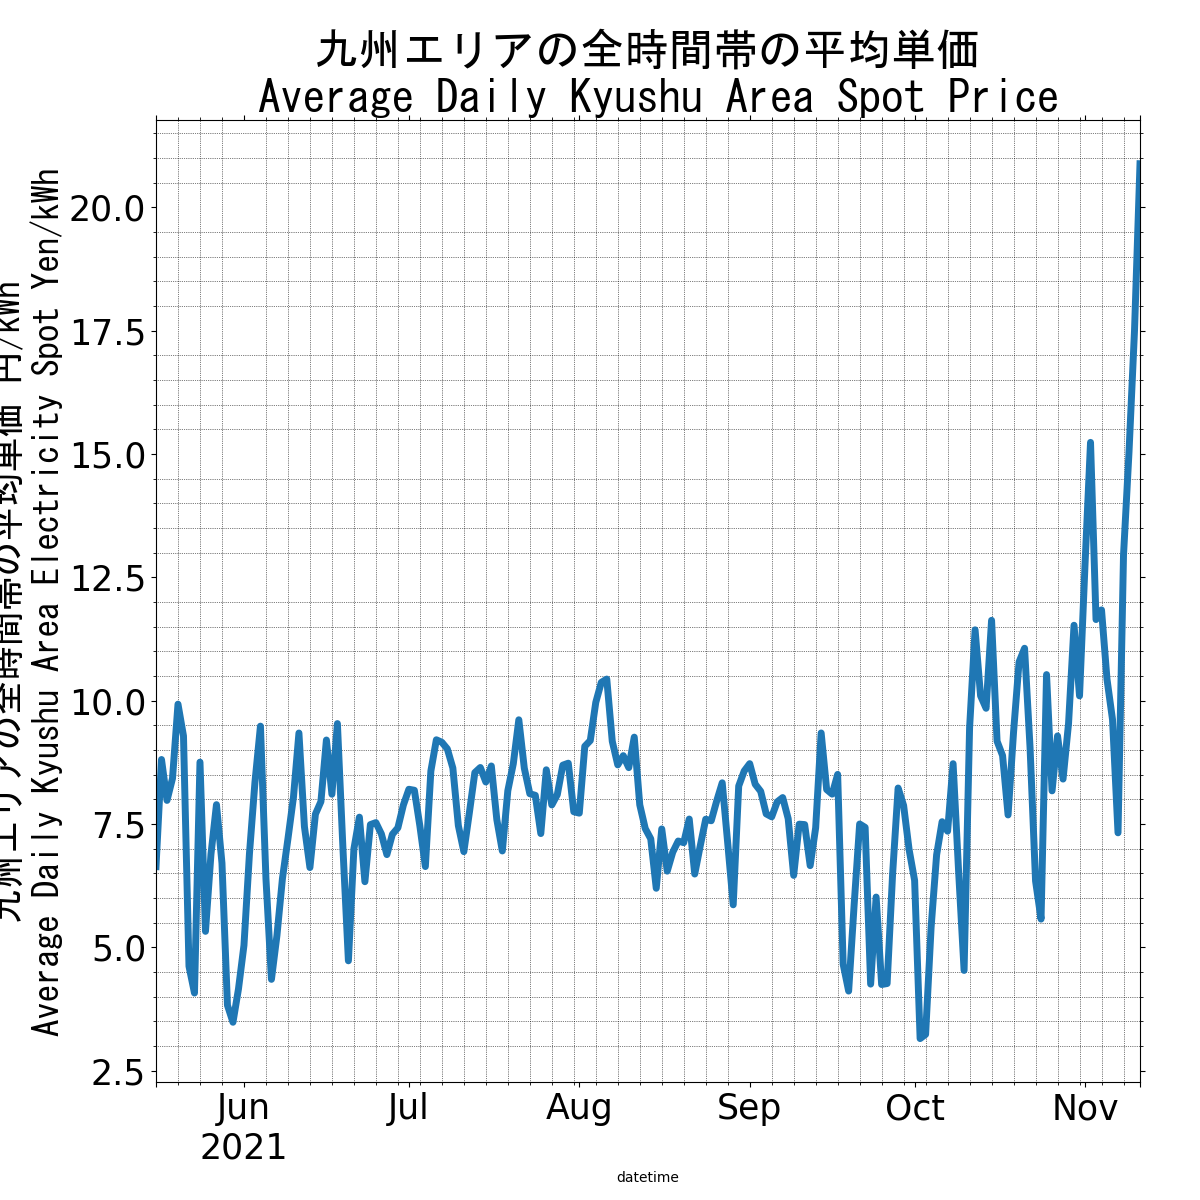 九州エリアの全時間帯の平均単価
Average Daily Kyushu Area Spot Price
九州エリアの全時間帯の平均単価 円/kWh
Average Daily Kyushu Area Electricity Spot Yen/kWh
20.0
17.5
15.0
12.5
10.0
7.5
5.0
2.5
Jun
2021
Jul
Aug
Sep
Oct
Nov
datetime